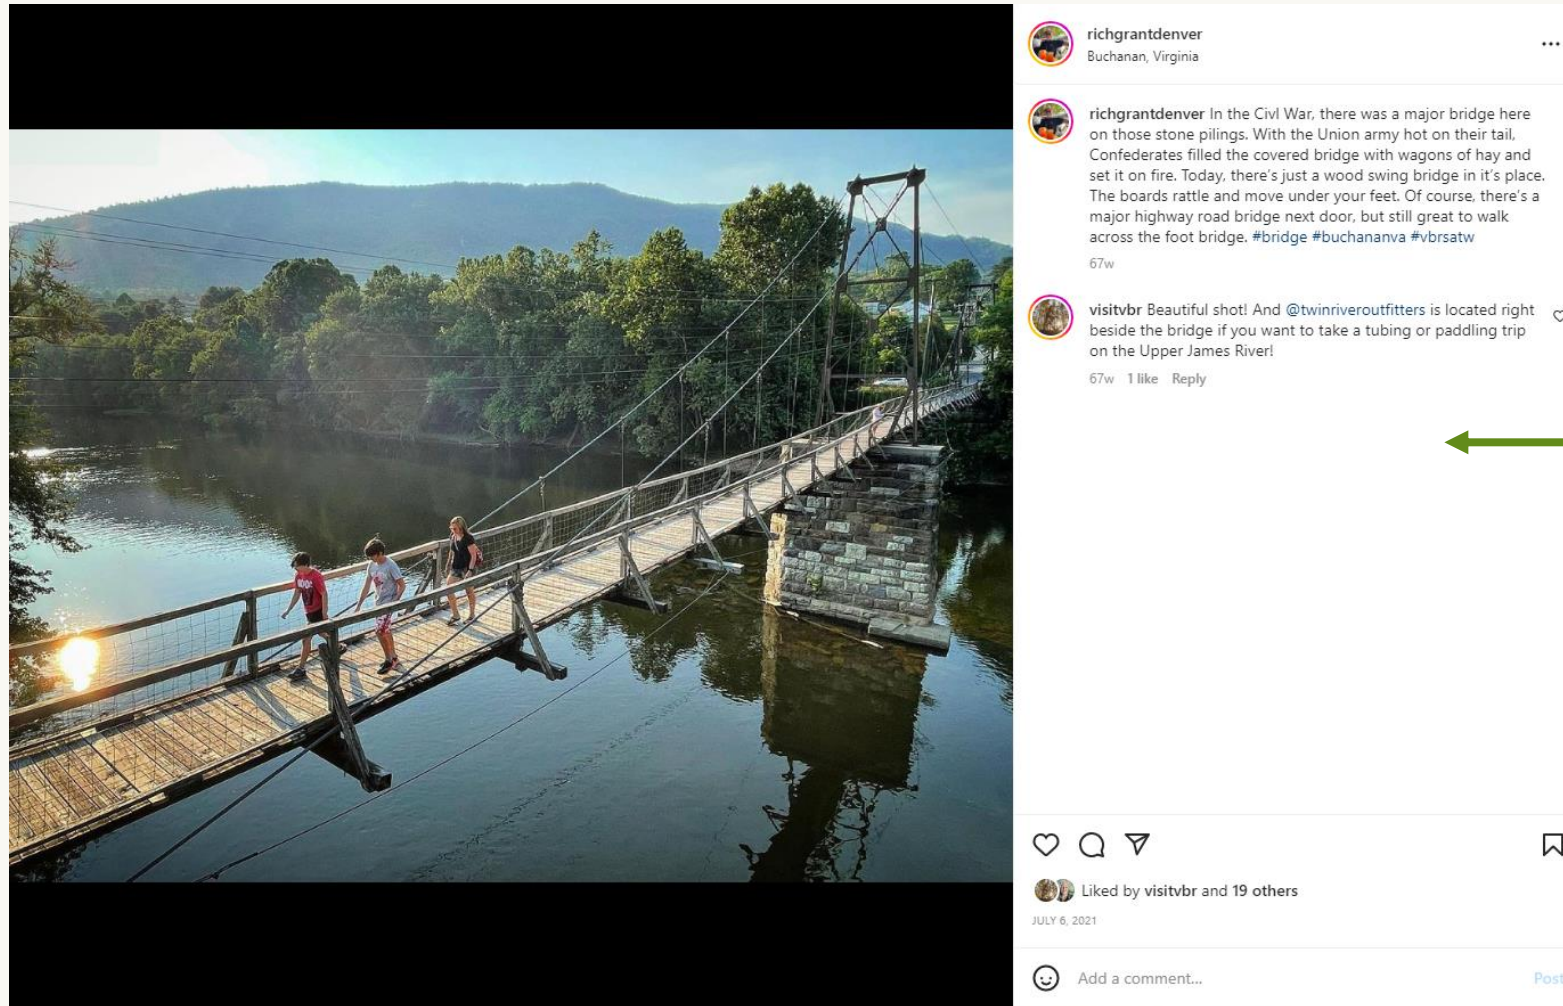 richgrantdenver
Buchanan, Virginia
richgrantdenver In the Civl War, there was a major bridge here
on those stone pilings. With the Union army hot on their tail,
Confederates filled the covered bridge with wagons of hay and
set it on fire. Today, there's just a wood swing bridge in it's place.
The boards rattle and move under your feet. Of course, there's a
major highway road bridge next door, but still great to walk
across the foot bridge. #bridge #buchananva #vbrsatw
67w
visitvbr Beautiful shot! And @twinriveroutfitters is located right
beside the bridge if you want to take a tubing or paddling trip
on the Upper James River!
67w 1 like Reply
Liked by visitvbr and 19 others
JULY 6, 2021
Add a comment... Post